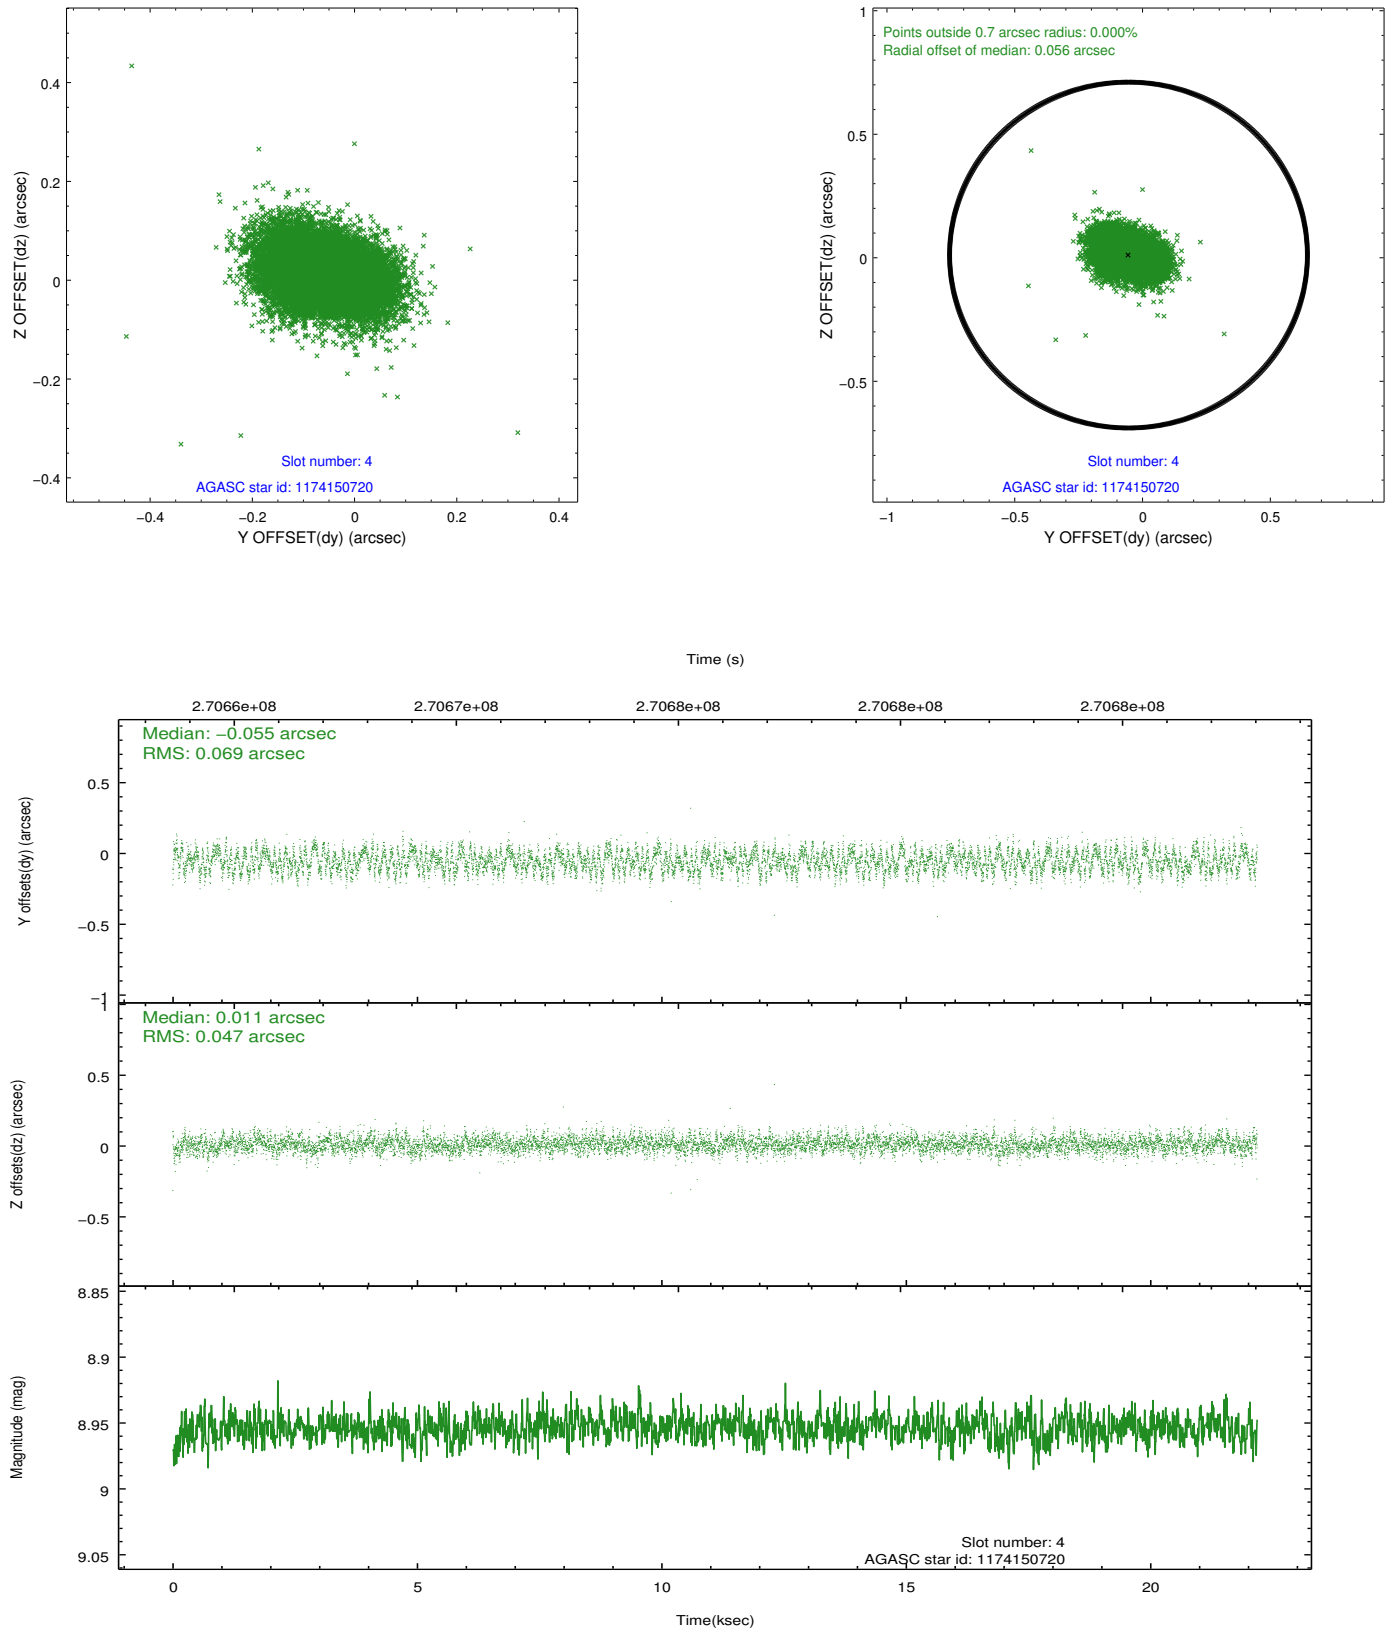 0.4
0.2
0
−0.2
−0.4
Z OFFSET(dz) (arcsec)
Slot number: 4
AGASC star id: 1174150720
−0.4
−0.2
0
0.2
0.4
Y OFFSET(dy) (arcsec)
Points outside 0.7 arcsec radius: 0.000%
Radial offset of median: 0.056 arcsec
1
0.5
0
−0.5
Z OFFSET(dz) (arcsec)
Slot number: 4
AGASC star id: 1174150720
−1
−0.5
0
0.5
Y OFFSET(dy) (arcsec)
Time (s)
2.7066e+08
2.7067e+08
2.7068e+08
2.7068e+08
2.7068e+08
Median: −0.055 arcsec
RMS: 0.069 arcsec
0.5
0
−0.5
−1
Y offsets(dy) (arcsec)
Median: 0.011 arcsec
RMS: 0.047 arcsec
1
0.5
0
−0.5
Z offsets(dz) (arcsec)
8.85
8.9
8.95
9
9.05
Magnitude (mag)
Slot number: 4
AGASC star id: 1174150720
0
5
10
15
20
Time(ksec)